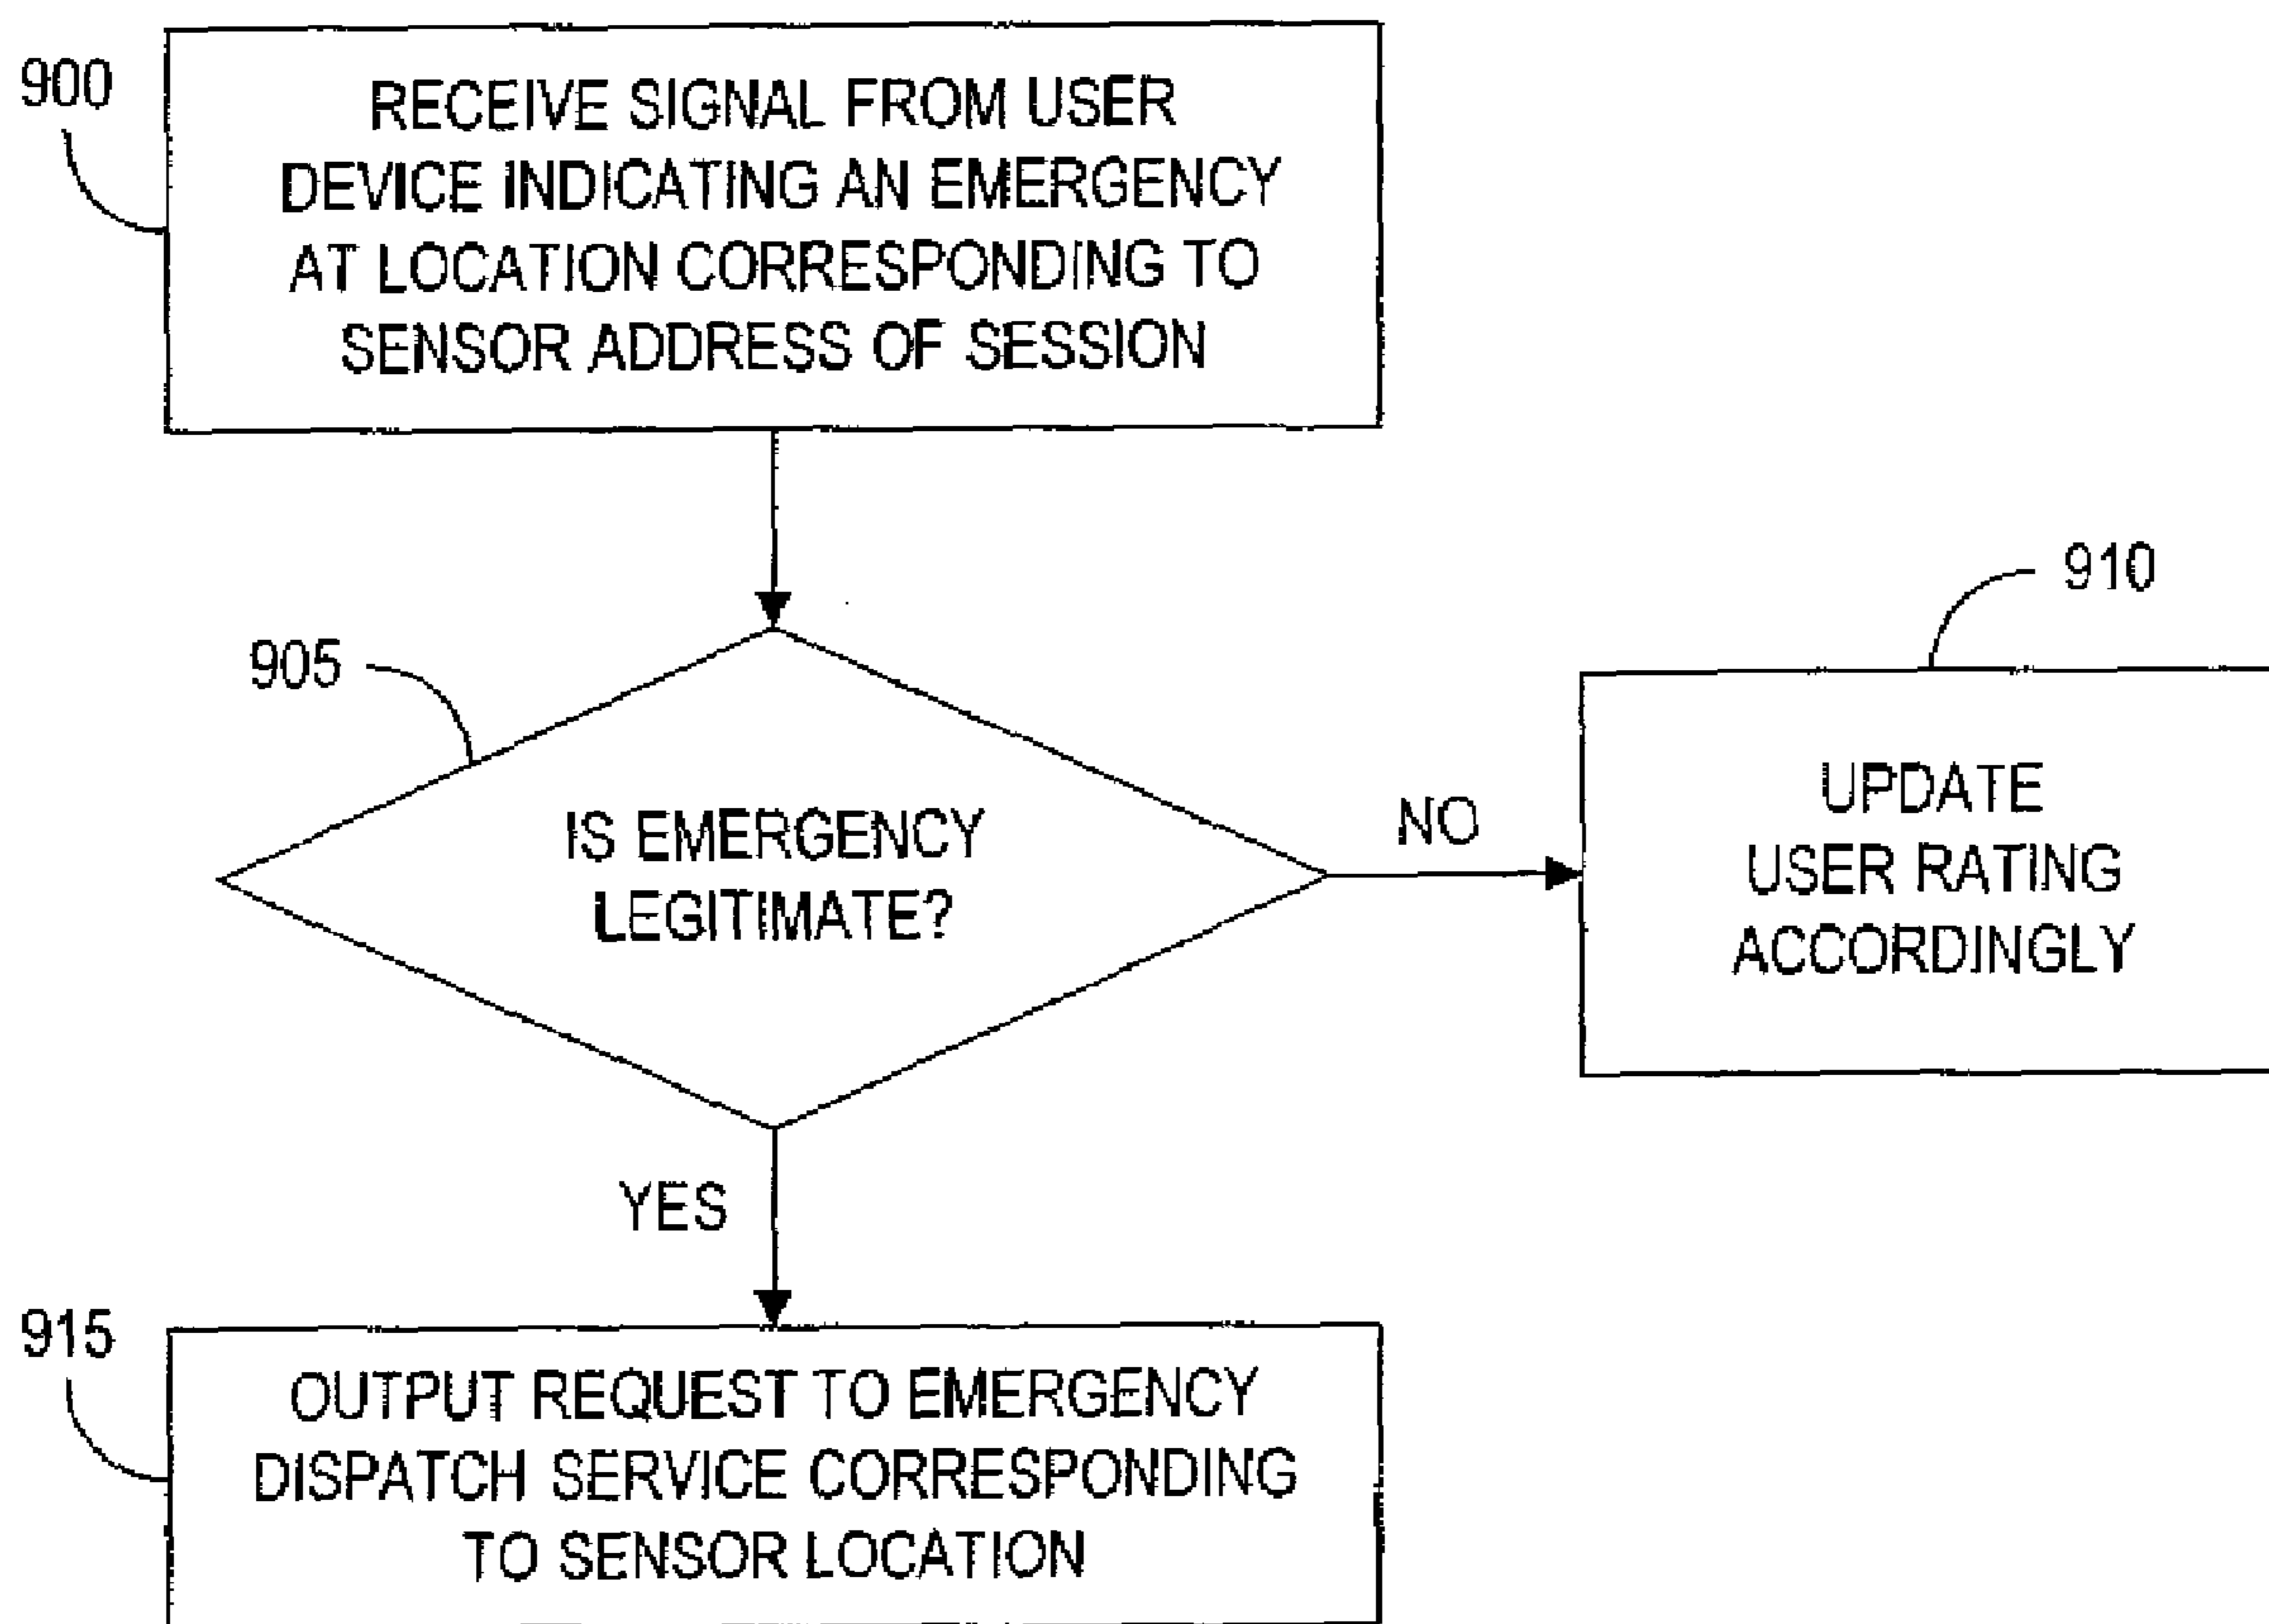 900
RECEIVE SIGNAL FROM USER
DEVICE INDICATING AN EMERGENCY
AT LOCATION CORRESPONDING TO
SENSOR ADDRESS OF SESSION
905
IS EMERGENCY
LEGITIMATE?
NO
910
UPDATE
USER RATING
ACCORDINGLY
YES
915
OUTPUT REQUEST TO EMERGENCY
DISPATCH SERVICE CORRESPONDING
TO SENSOR LOCATION